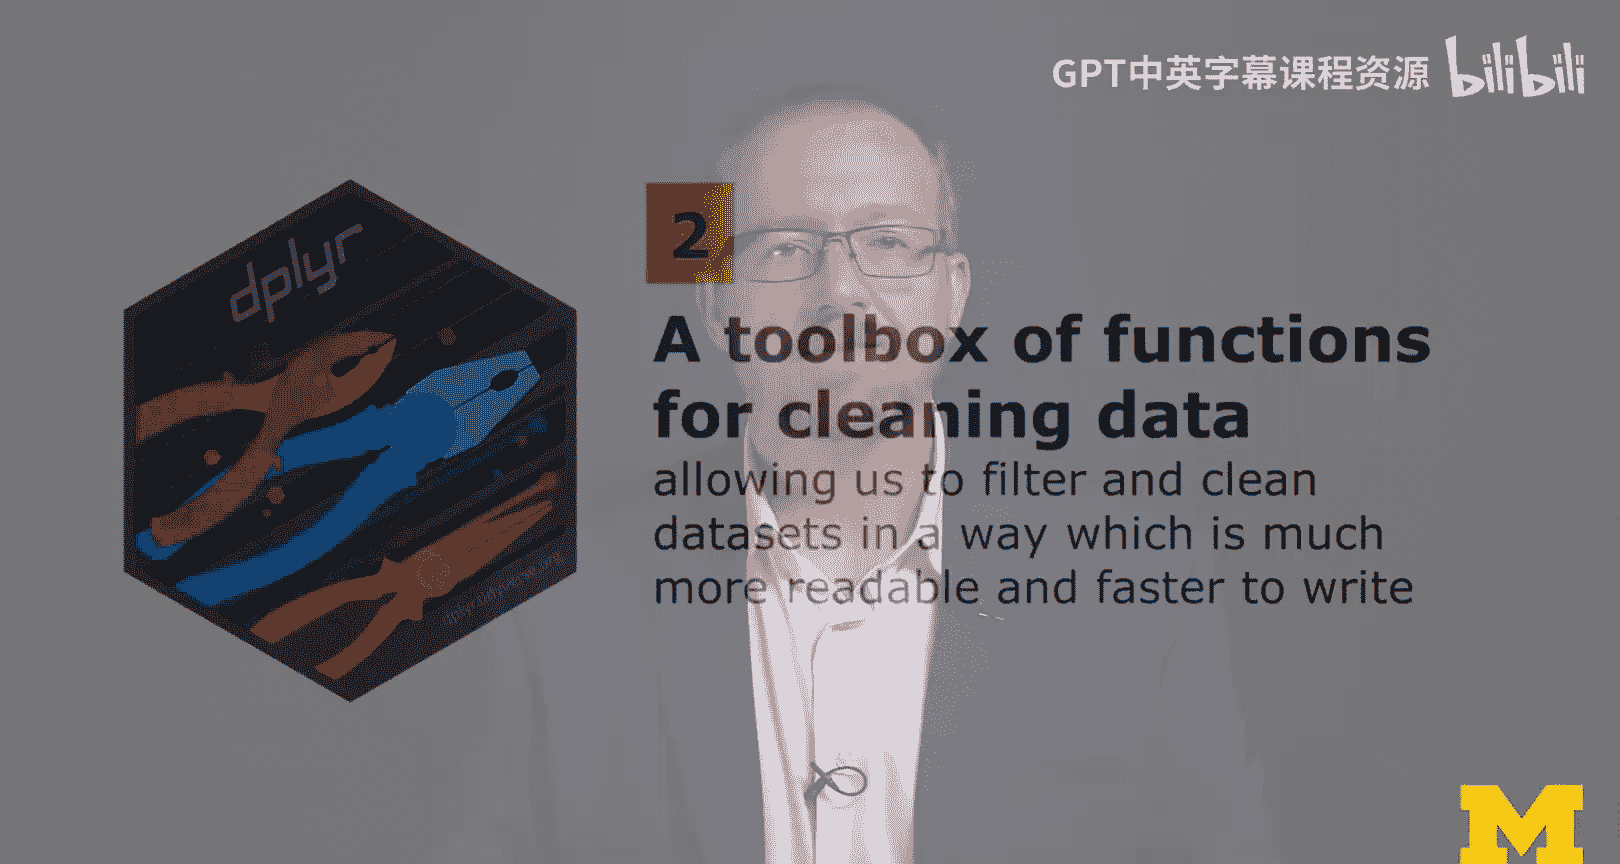 GPT中英字幕课程资源 bilibili
dplyr
2
A toolbox of functions
for cleaning data
allowing us to filter and clean
datasets in a way which is much
more readable and faster to write
M